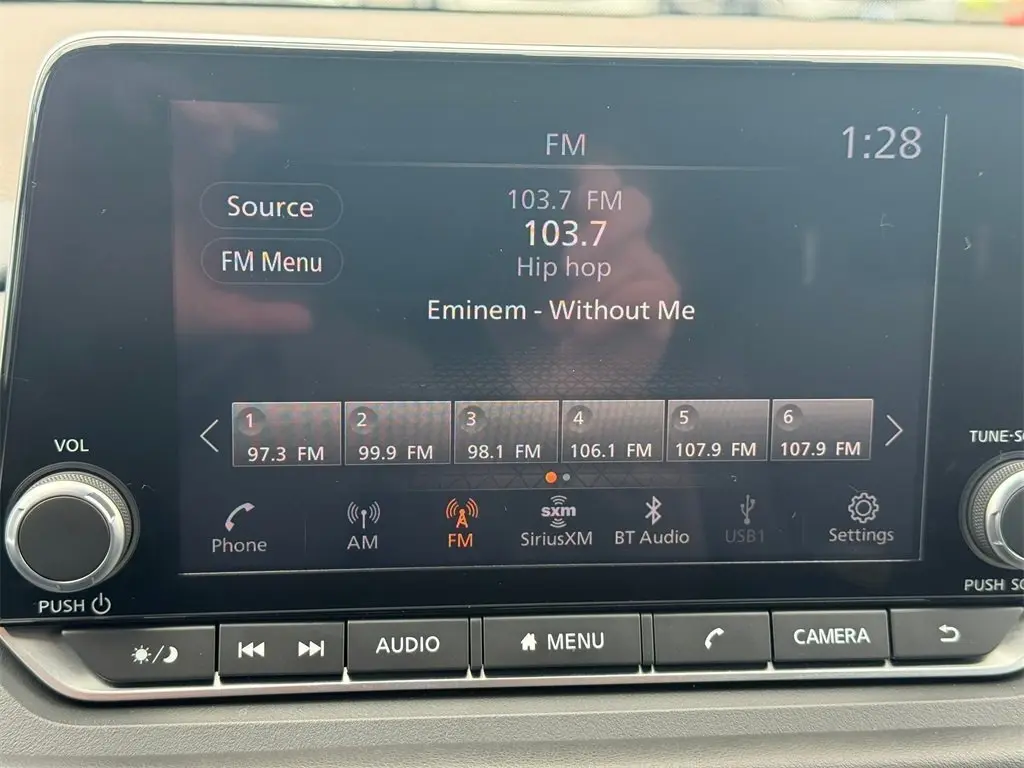 FM
1:28
Source
103.7 FM
103.7
FM Menu
Hip hop
Eminem - Without Me
1 2 3 4 5 6
97.3 FM 99.9 FM 98.1 FM 106.1 FM 107.9 FM 107.9 FM
VOL
TUNE-SC
sxm
Phone AM FM SiriusXM BT Audio USB1 Settings
PUSH
PUSH SO
AUDIO MENU CAMERA